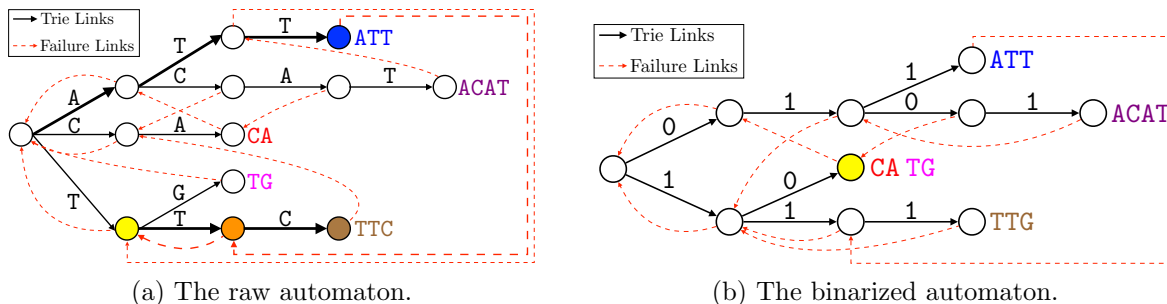 Trie Links
Failure Links
T
T
ATT
A
C
A
T
ACAT
C
A
CA
T
G
TG
T
C
TTC
(a) The raw automaton.
Trie Links
Failure Links
1
ATT
0
1
0
1
ACAT
1
0
CA TG
1
1
TTG
(b) The binarized automaton.